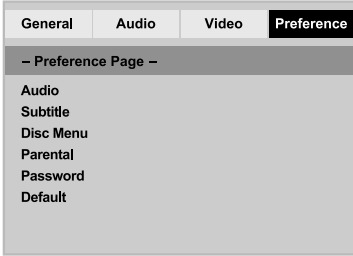 General Audio Video Preference
– Preference Page –
Audio
Subtitle
Disc Menu
Parental
Password
Default